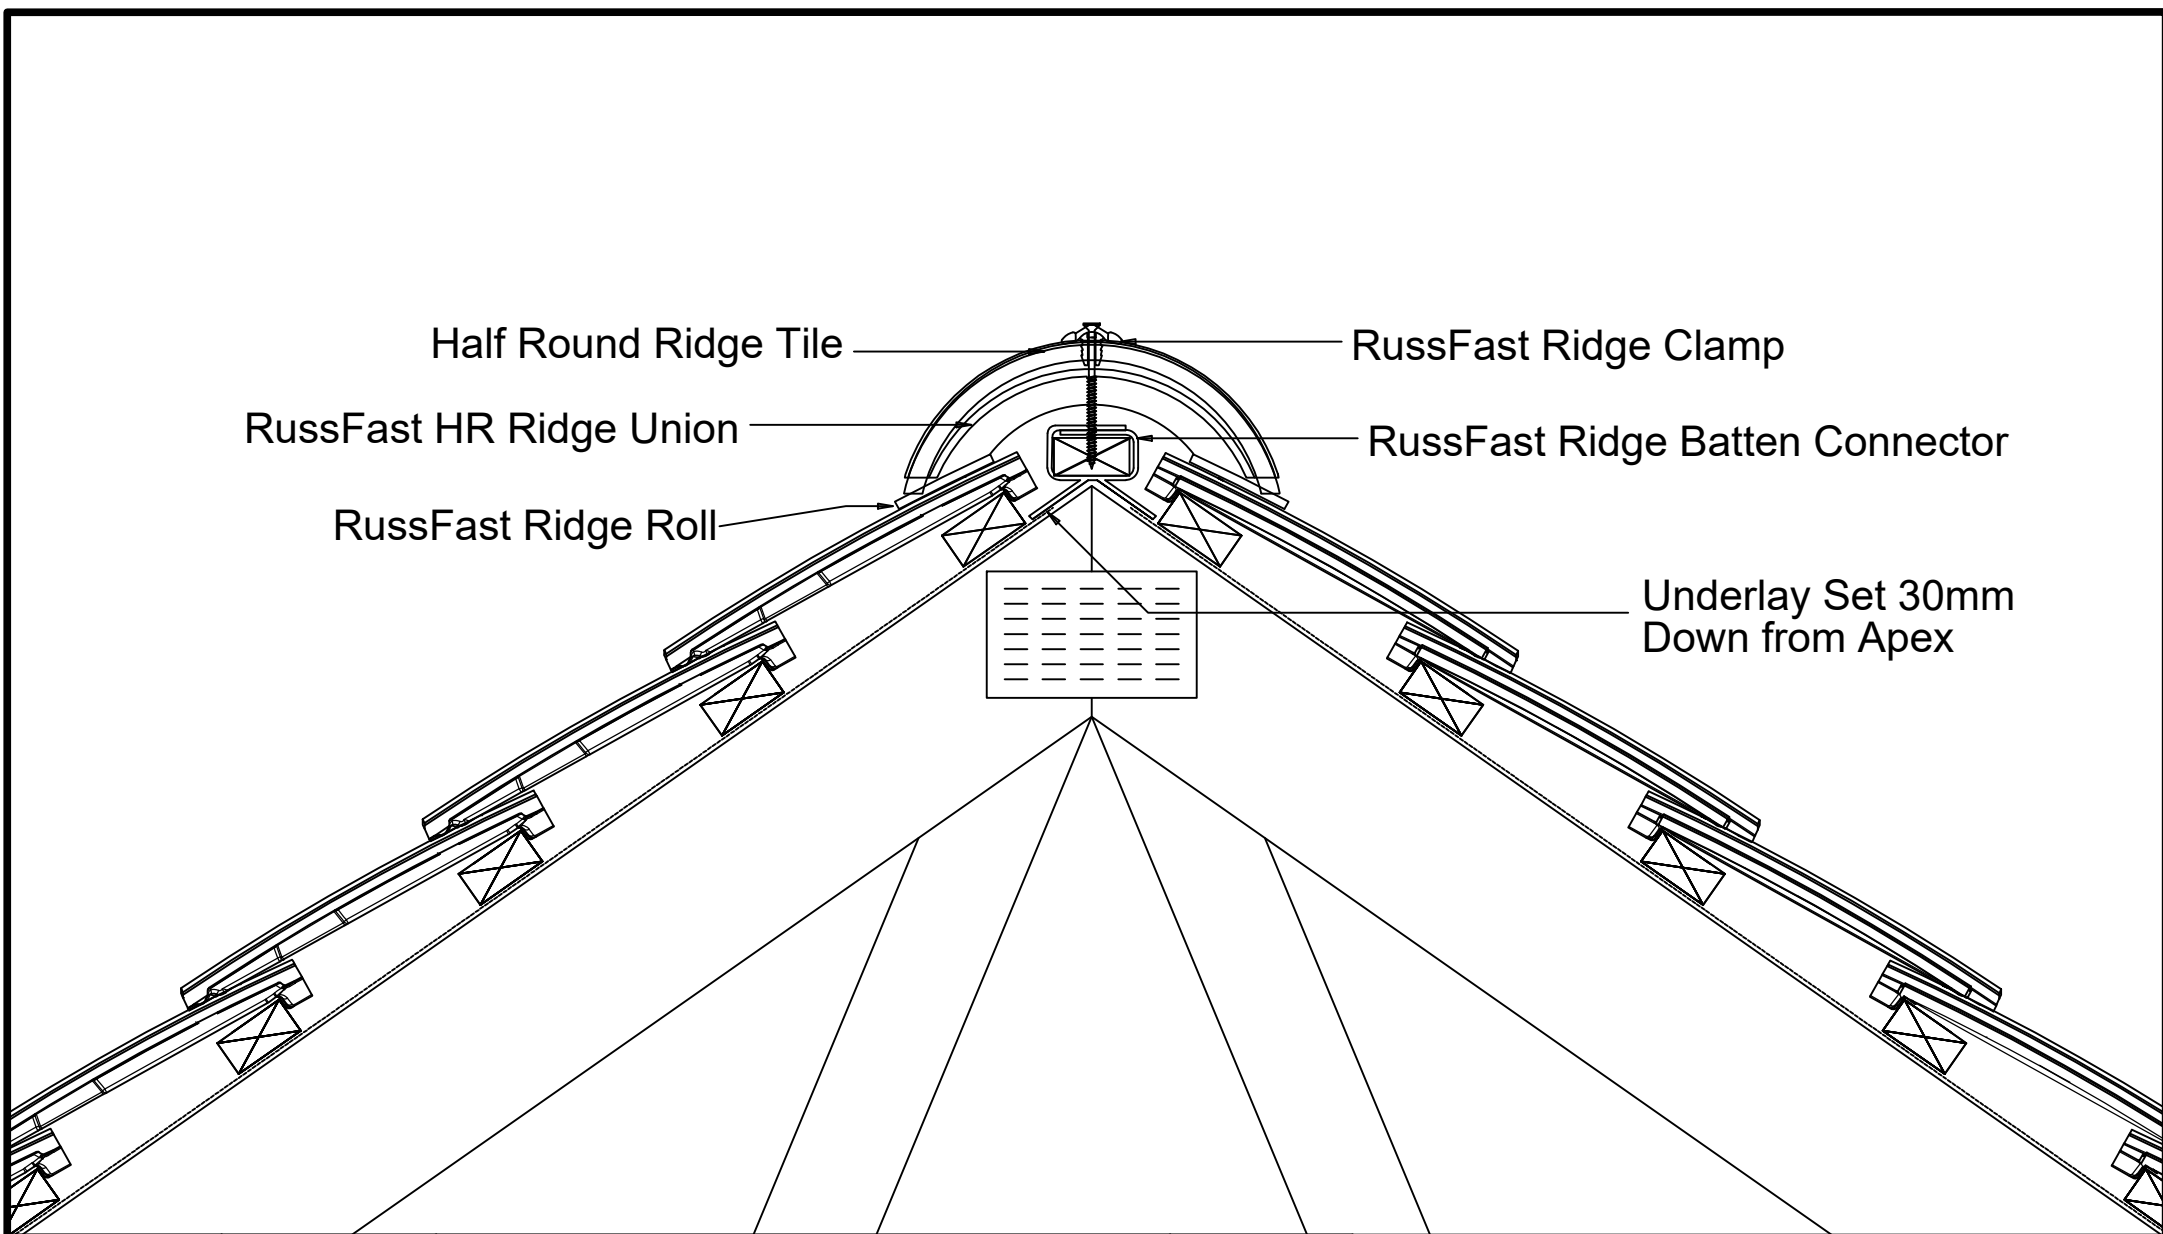 Half Round Ridge Tile
RussFast Ridge Clamp
RussFast HR Ridge Union
RussFast Ridge Batten Connector
RussFast Ridge Roll
Underlay Set 30mm
Down from Apex